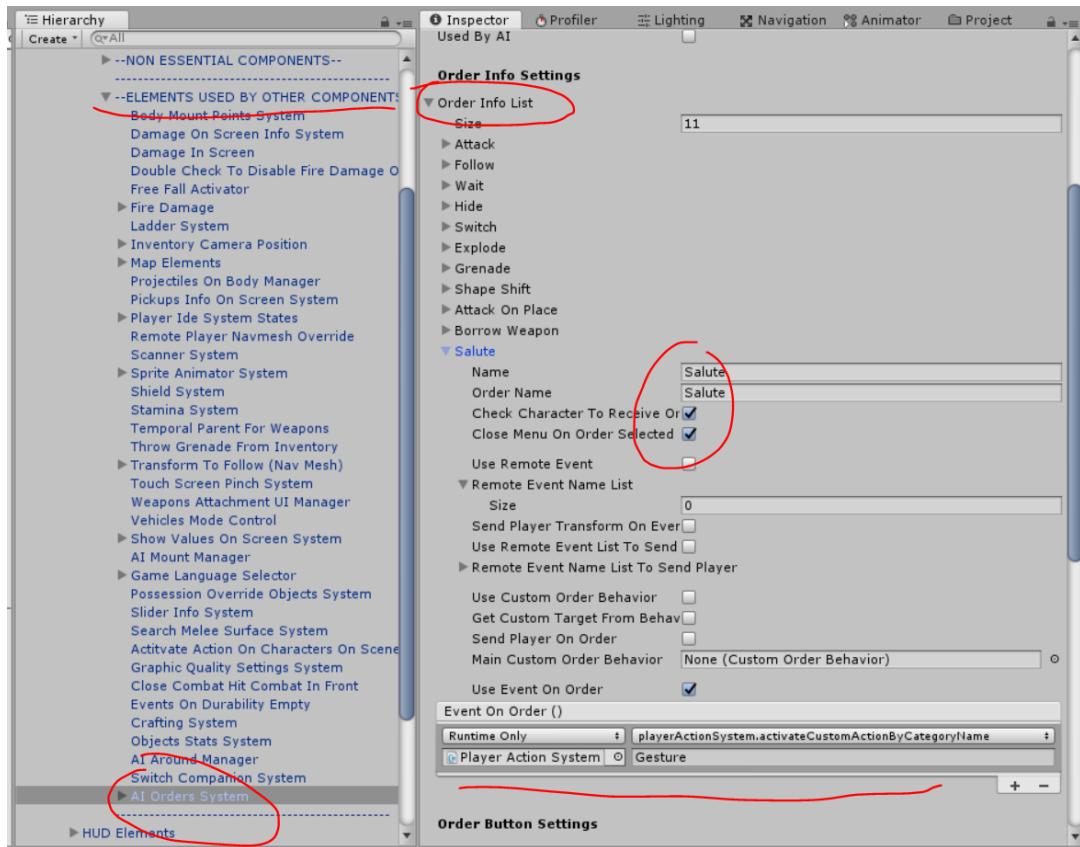 Hierarchy
Create
All
--NON ESSENTIAL COMPONENTS--
--------------------------------------------------
--ELEMENTS USED BY OTHER COMPONENTS
Body Mount Points System
Damage On Screen Info System
Damage In Screen
Double Check To Disable Fire Damage O
Free Fall Activator
Fire Damage
Ladder System
Inventory Camera Position
Map Elements
Projectiles On Body Manager
Pickups Info On Screen System
Player Ide System States
Remote Player Navmesh Override
Scanner System
Sprite Animator System
Shield System
Stamina System
Temporal Parent For Weapons
Throw Grenade From Inventory
Transform To Follow (Nav Mesh)
Touch Screen Pinch System
Weapons Attachment UI Manager
Vehicles Mode Control
Show Values On Screen System
AI Mount Manager
Game Language Selector
Possession Override Objects System
Slider Info System
Search Melee Surface System
Actitvate Action On Characters On Scene
Graphic Quality Settings System
Close Combat Hit Combat In Front
Events On Durability Empty
Crafting System
Objects Stats System
AI Around Manager
Switch Companion System
AI Orders System
--------------------------------------------------
HUD Elements
Inspector Profiler Lighting Navigation Animator Project
Used By AI
Order Info Settings
Order Info List
Size 11
Attack
Follow
Wait
Hide
Switch
Explode
Grenade
Shape Shift
Attack On Place
Borrow Weapon
Salute
Name Salute
Order Name Salute
Check Character To Receive Or
Close Menu On Order Selected
Use Remote Event
Remote Event Name List
Size 0
Send Player Transform On Ever
Use Remote Event List To Send
Remote Event Name List To Send Player
Use Custom Order Behavior
Get Custom Target From Behav
Send Player On Order
Main Custom Order Behavior None (Custom Order Behavior)
Use Event On Order
Event On Order ()
Runtime Only playerActionSystem.activateCustomActionByCategoryName
Player Action System Gesture
+ −
Order Button Settings